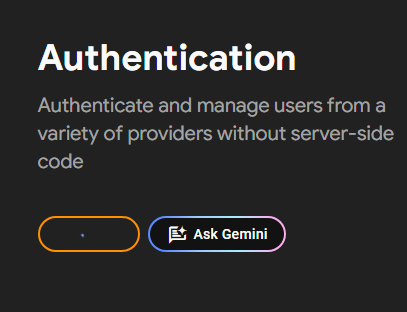 Authentication
Authenticate and manage users from a
variety of providers without server-side
code
Ask Gemini